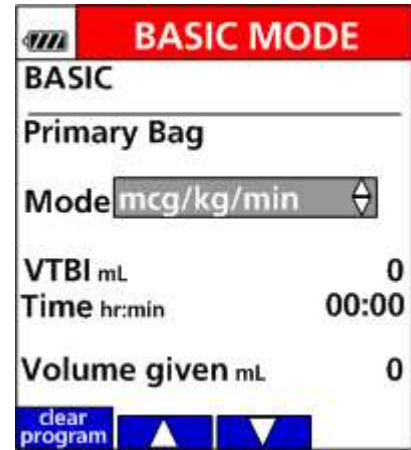 BASIC MODE
BASIC
Primary Bag
Mode mcg/kg/min
VTBI mL 0
Time hr:min 00:00
Volume given mL 0
clear
program